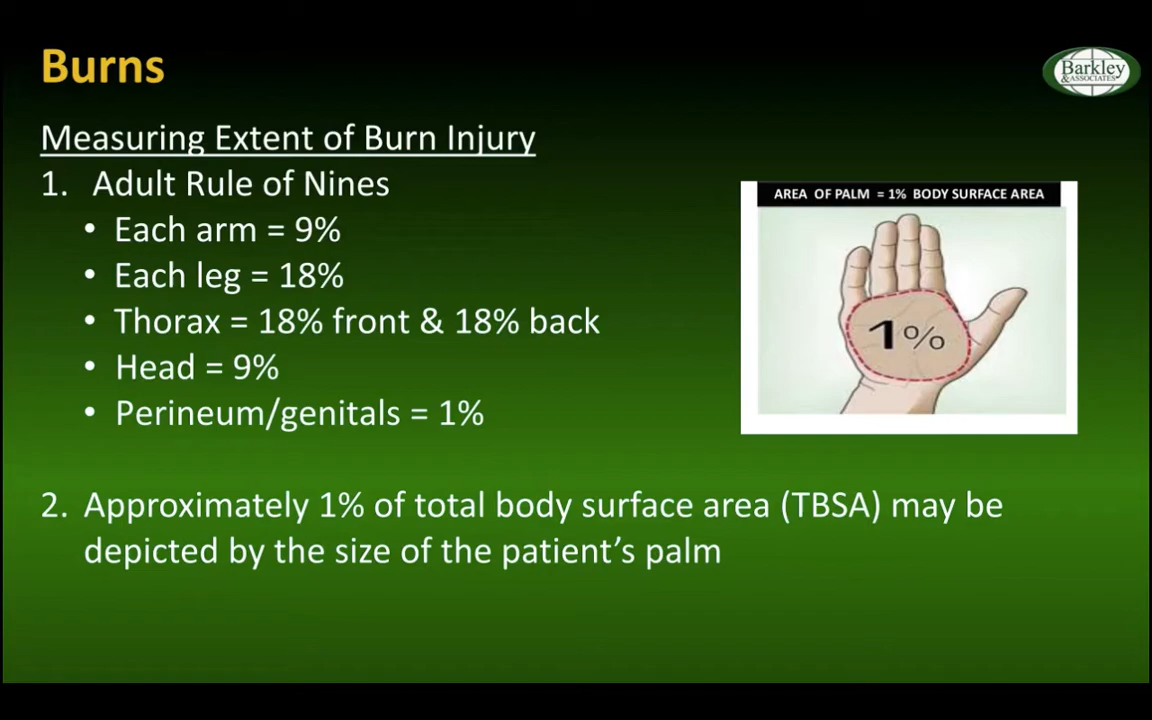 Burns
Barkley
& ASSOCIATES
Measuring Extent of Burn Injury
1. Adult Rule of Nines
• Each arm = 9%
• Each leg = 18%
• Thorax = 18% front & 18% back
• Head = 9%
• Perineum/genitals = 1%
AREA OF PALM = 1% BODY SURFACE AREA
1%
2. Approximately 1% of total body surface area (TBSA) may be
depicted by the size of the patient’s palm